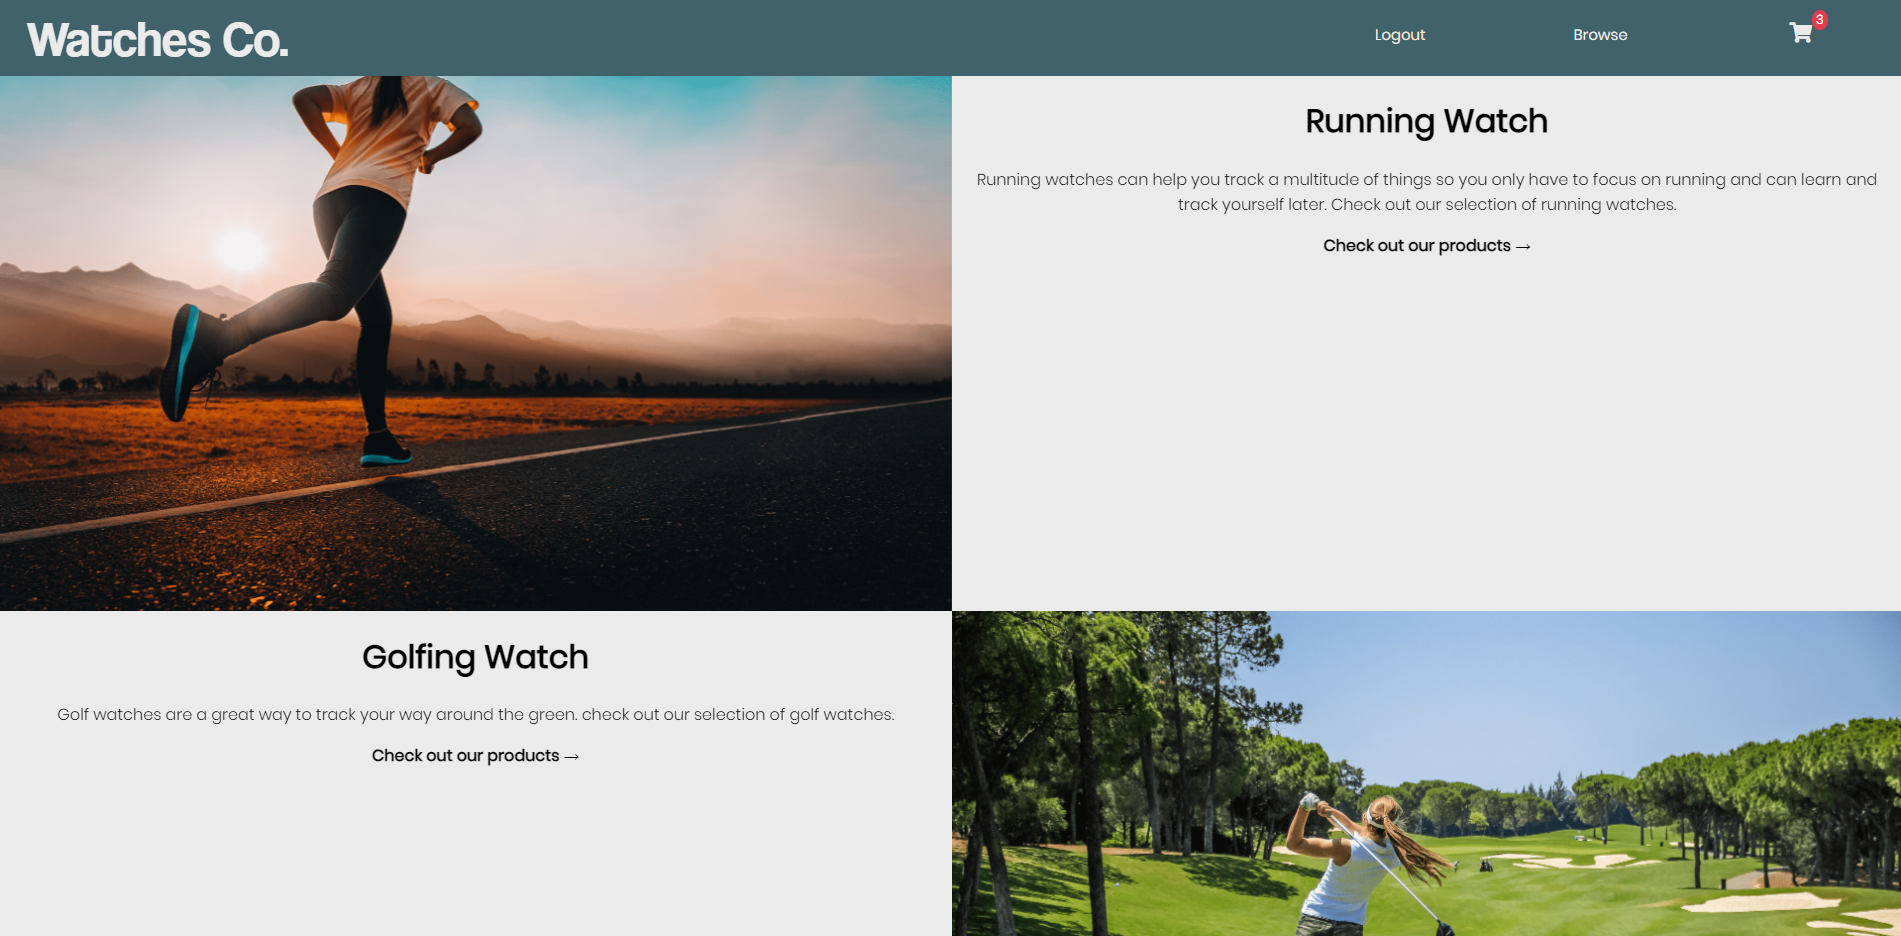 Watches Co.
Logout
Browse
3
Running Watch
Running watches can help you track a multitude of things so you only have to focus on running and can learn and
track yourself later. Check out our selection of running watches.
Check out our products →
Golfing Watch
Golf watches are a great way to track your way around the green. check out our selection of golf watches.
Check out our products →